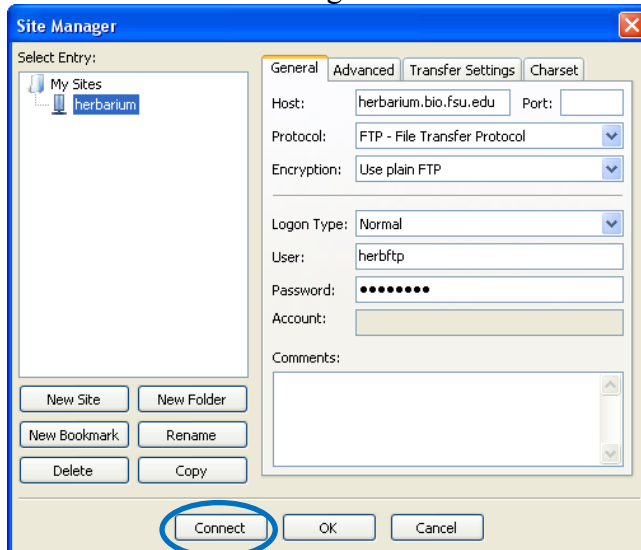 Site Manager
Select Entry:
My Sites
herbarium
New Site New Folder
New Bookmark Rename
Delete Copy
General Advanced Transfer Settings Charset
Host: herbarium.bio.fsu.edu Port:
Protocol: FTP - File Transfer Protocol
Encryption: Use plain FTP
Logon Type: Normal
User: herbftp
Password: ●●●●●●●●
Account:
Comments:
Connect OK Cancel